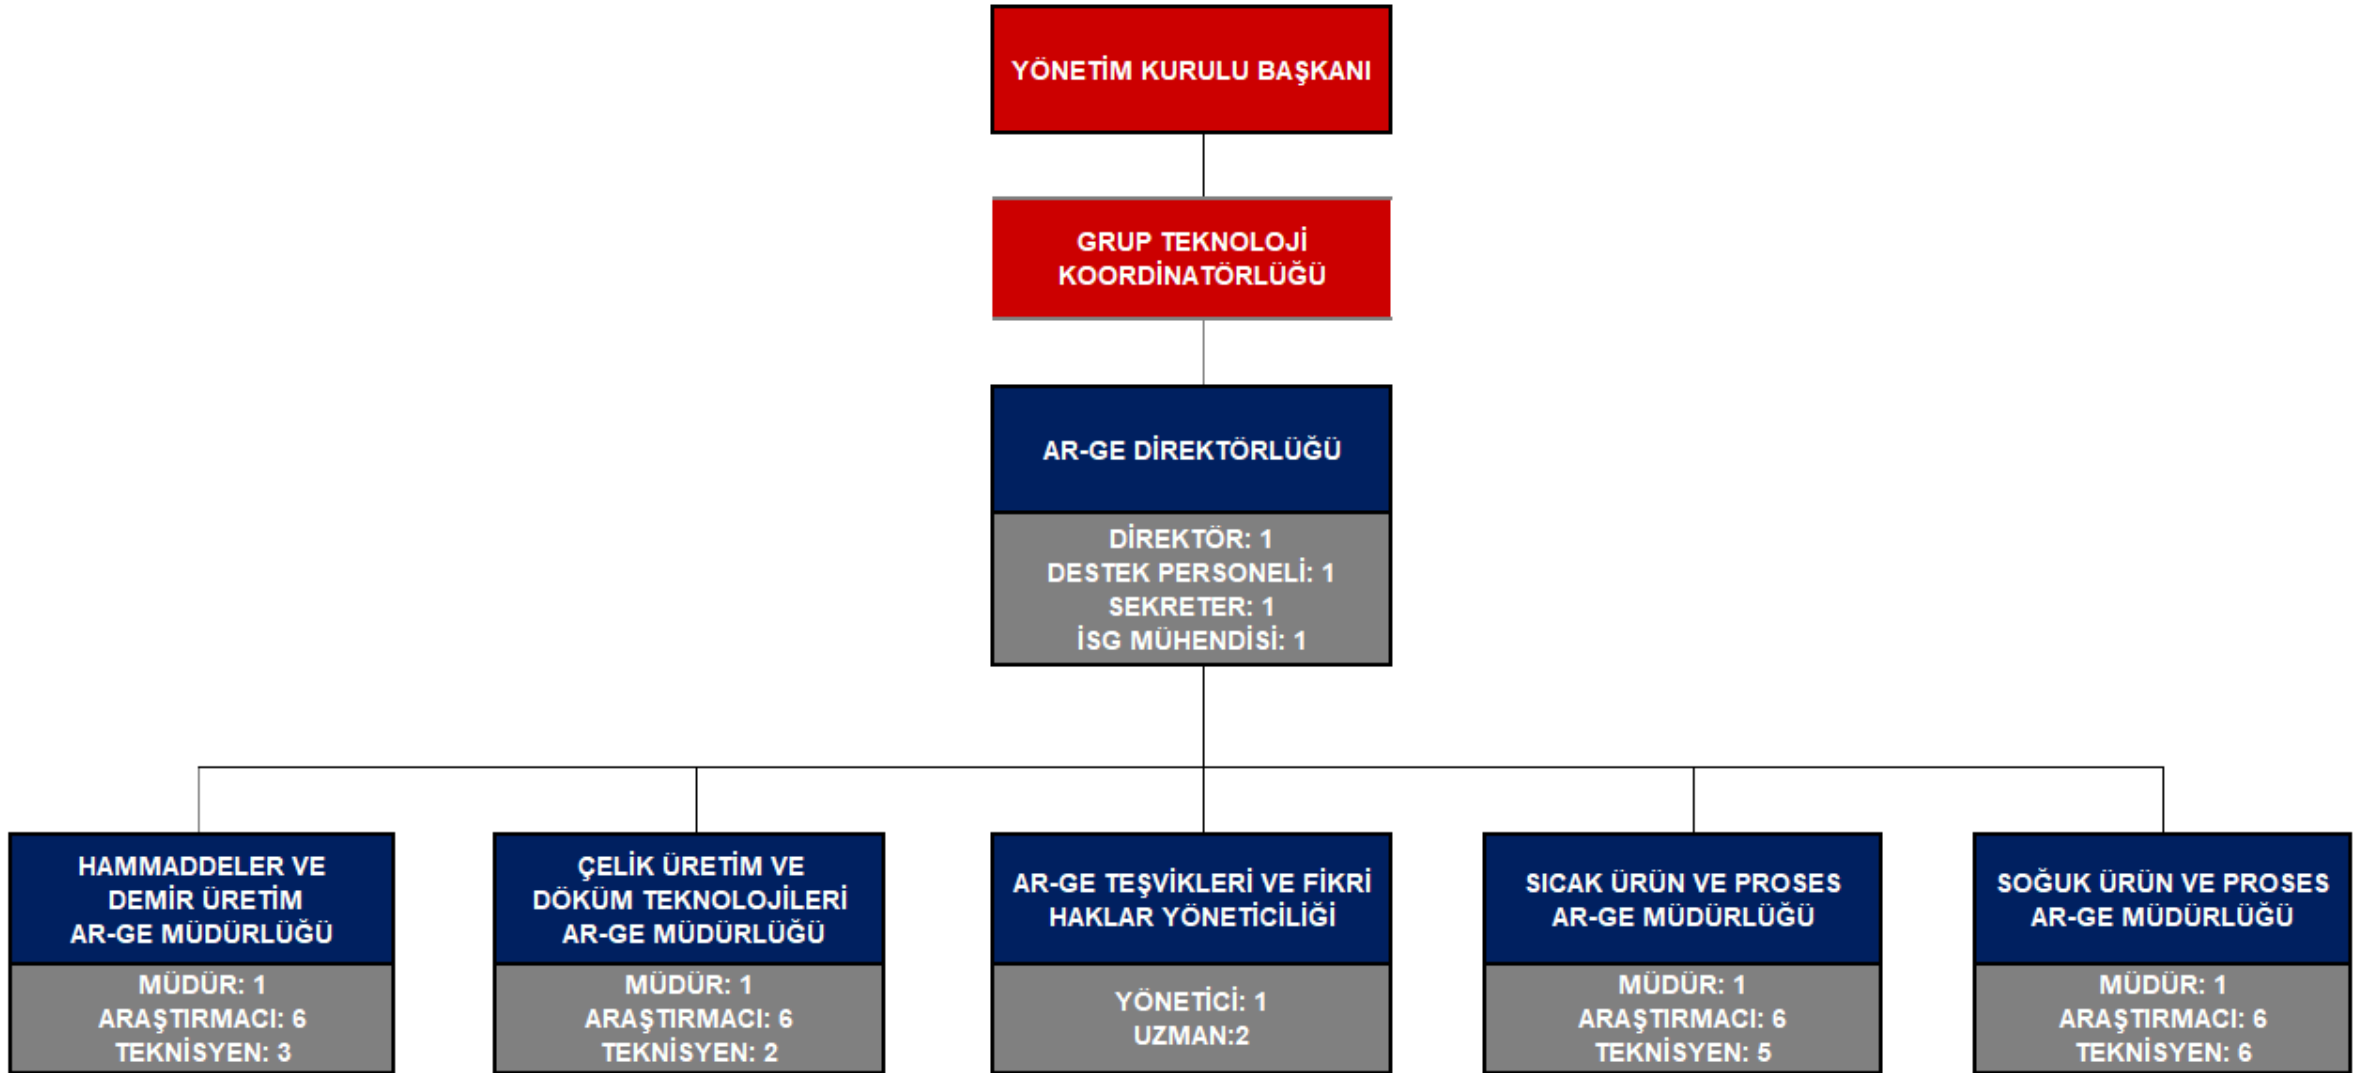 YÖNETİM KURULU BAŞKANI
GRUP TEKNOLOJİ
KOORDİNATÖRLÜĞÜ
AR-GE DİREKTÖRLÜĞÜ
DİREKTÖR: 1
DESTEK PERSONELİ: 1
SEKRETER: 1
İSG MÜHENDİSİ: 1
HAMMADDELER VE
DEMİR ÜRETİM
AR-GE MÜDÜRLÜĞÜ
MÜDÜR: 1
ARAŞTIRMACI: 6
TEKNİSYEN: 3
ÇELİK ÜRETİM VE
DÖKÜM TEKNOLOJİLERİ
AR-GE MÜDÜRLÜĞÜ
MÜDÜR: 1
ARAŞTIRMACI: 6
TEKNİSYEN: 2
AR-GE TEŞVİKLERİ VE FİKRİ
HAKLAR YÖNETİCİLİĞİ
YÖNETİCİ: 1
UZMAN:2
SICAK ÜRÜN VE PROSES
AR-GE MÜDÜRLÜĞÜ
MÜDÜR: 1
ARAŞTIRMACI: 6
TEKNİSYEN: 5
SOĞUK ÜRÜN VE PROSES
AR-GE MÜDÜRLÜĞÜ
MÜDÜR: 1
ARAŞTIRMACI: 6
TEKNİSYEN: 6